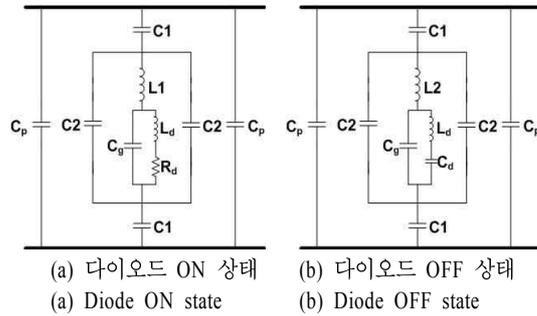 C1 C1
L1 L2
Cp C2 Cg Ld C2 Cp Cp C2 Cg Ld C2 Cp
Rd Cd
C1 C1
(a) 다이오드 ON 상태 (b) 다이오드 OFF 상태
(a) Diode ON state (b) Diode OFF state